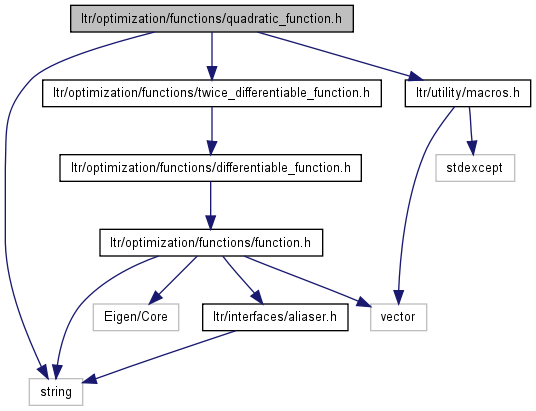 ltr/optimization/functions/quadratic_function.h
ltr/optimization/functions/twice_differentiable_function.h
ltr/utility/macros.h
ltr/optimization/functions/differentiable_function.h
stdexcept
ltr/optimization/functions/function.h
Eigen/Core
ltr/interfaces/aliaser.h
vector
string